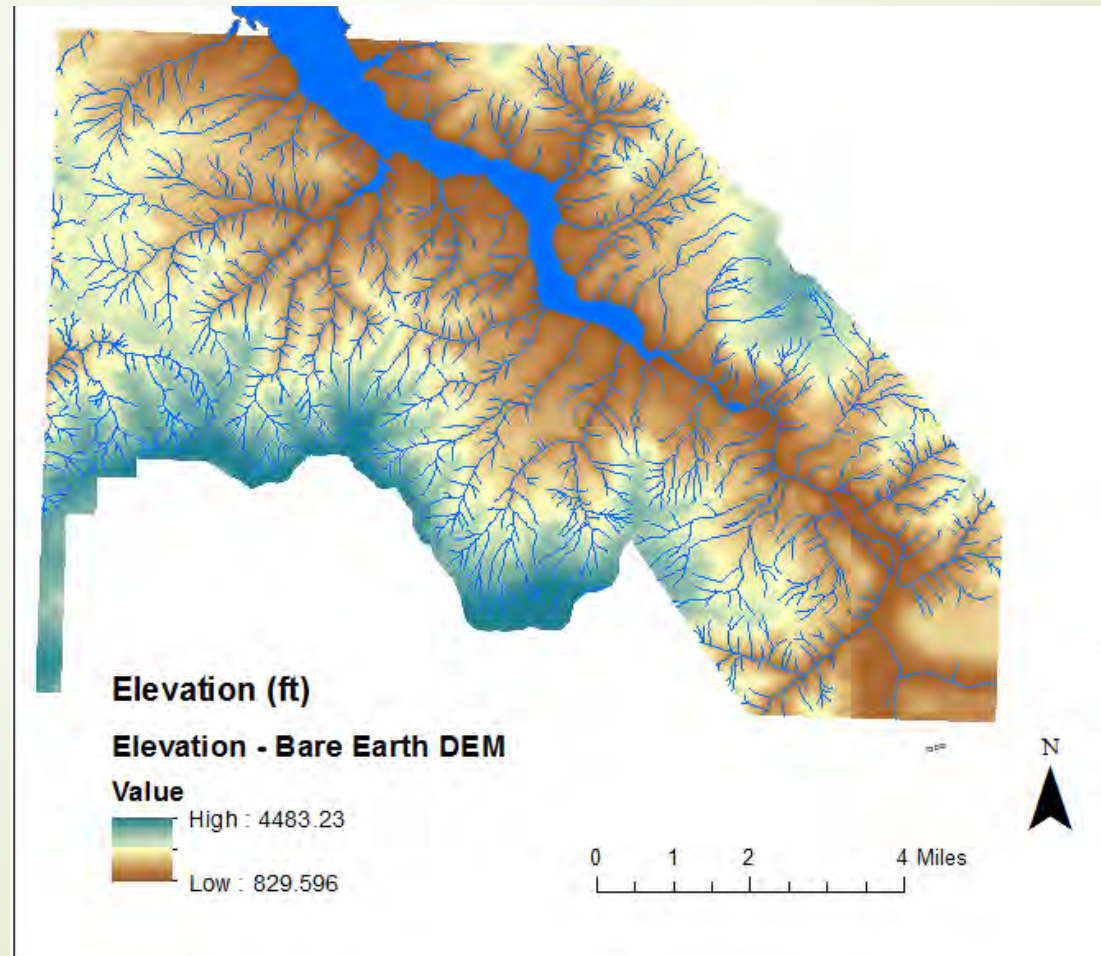 Elevation (ft)
Elevation - Bare Earth DEM
Value
High : 4483.23
Low : 829.596
N
0 1 2 4 Miles